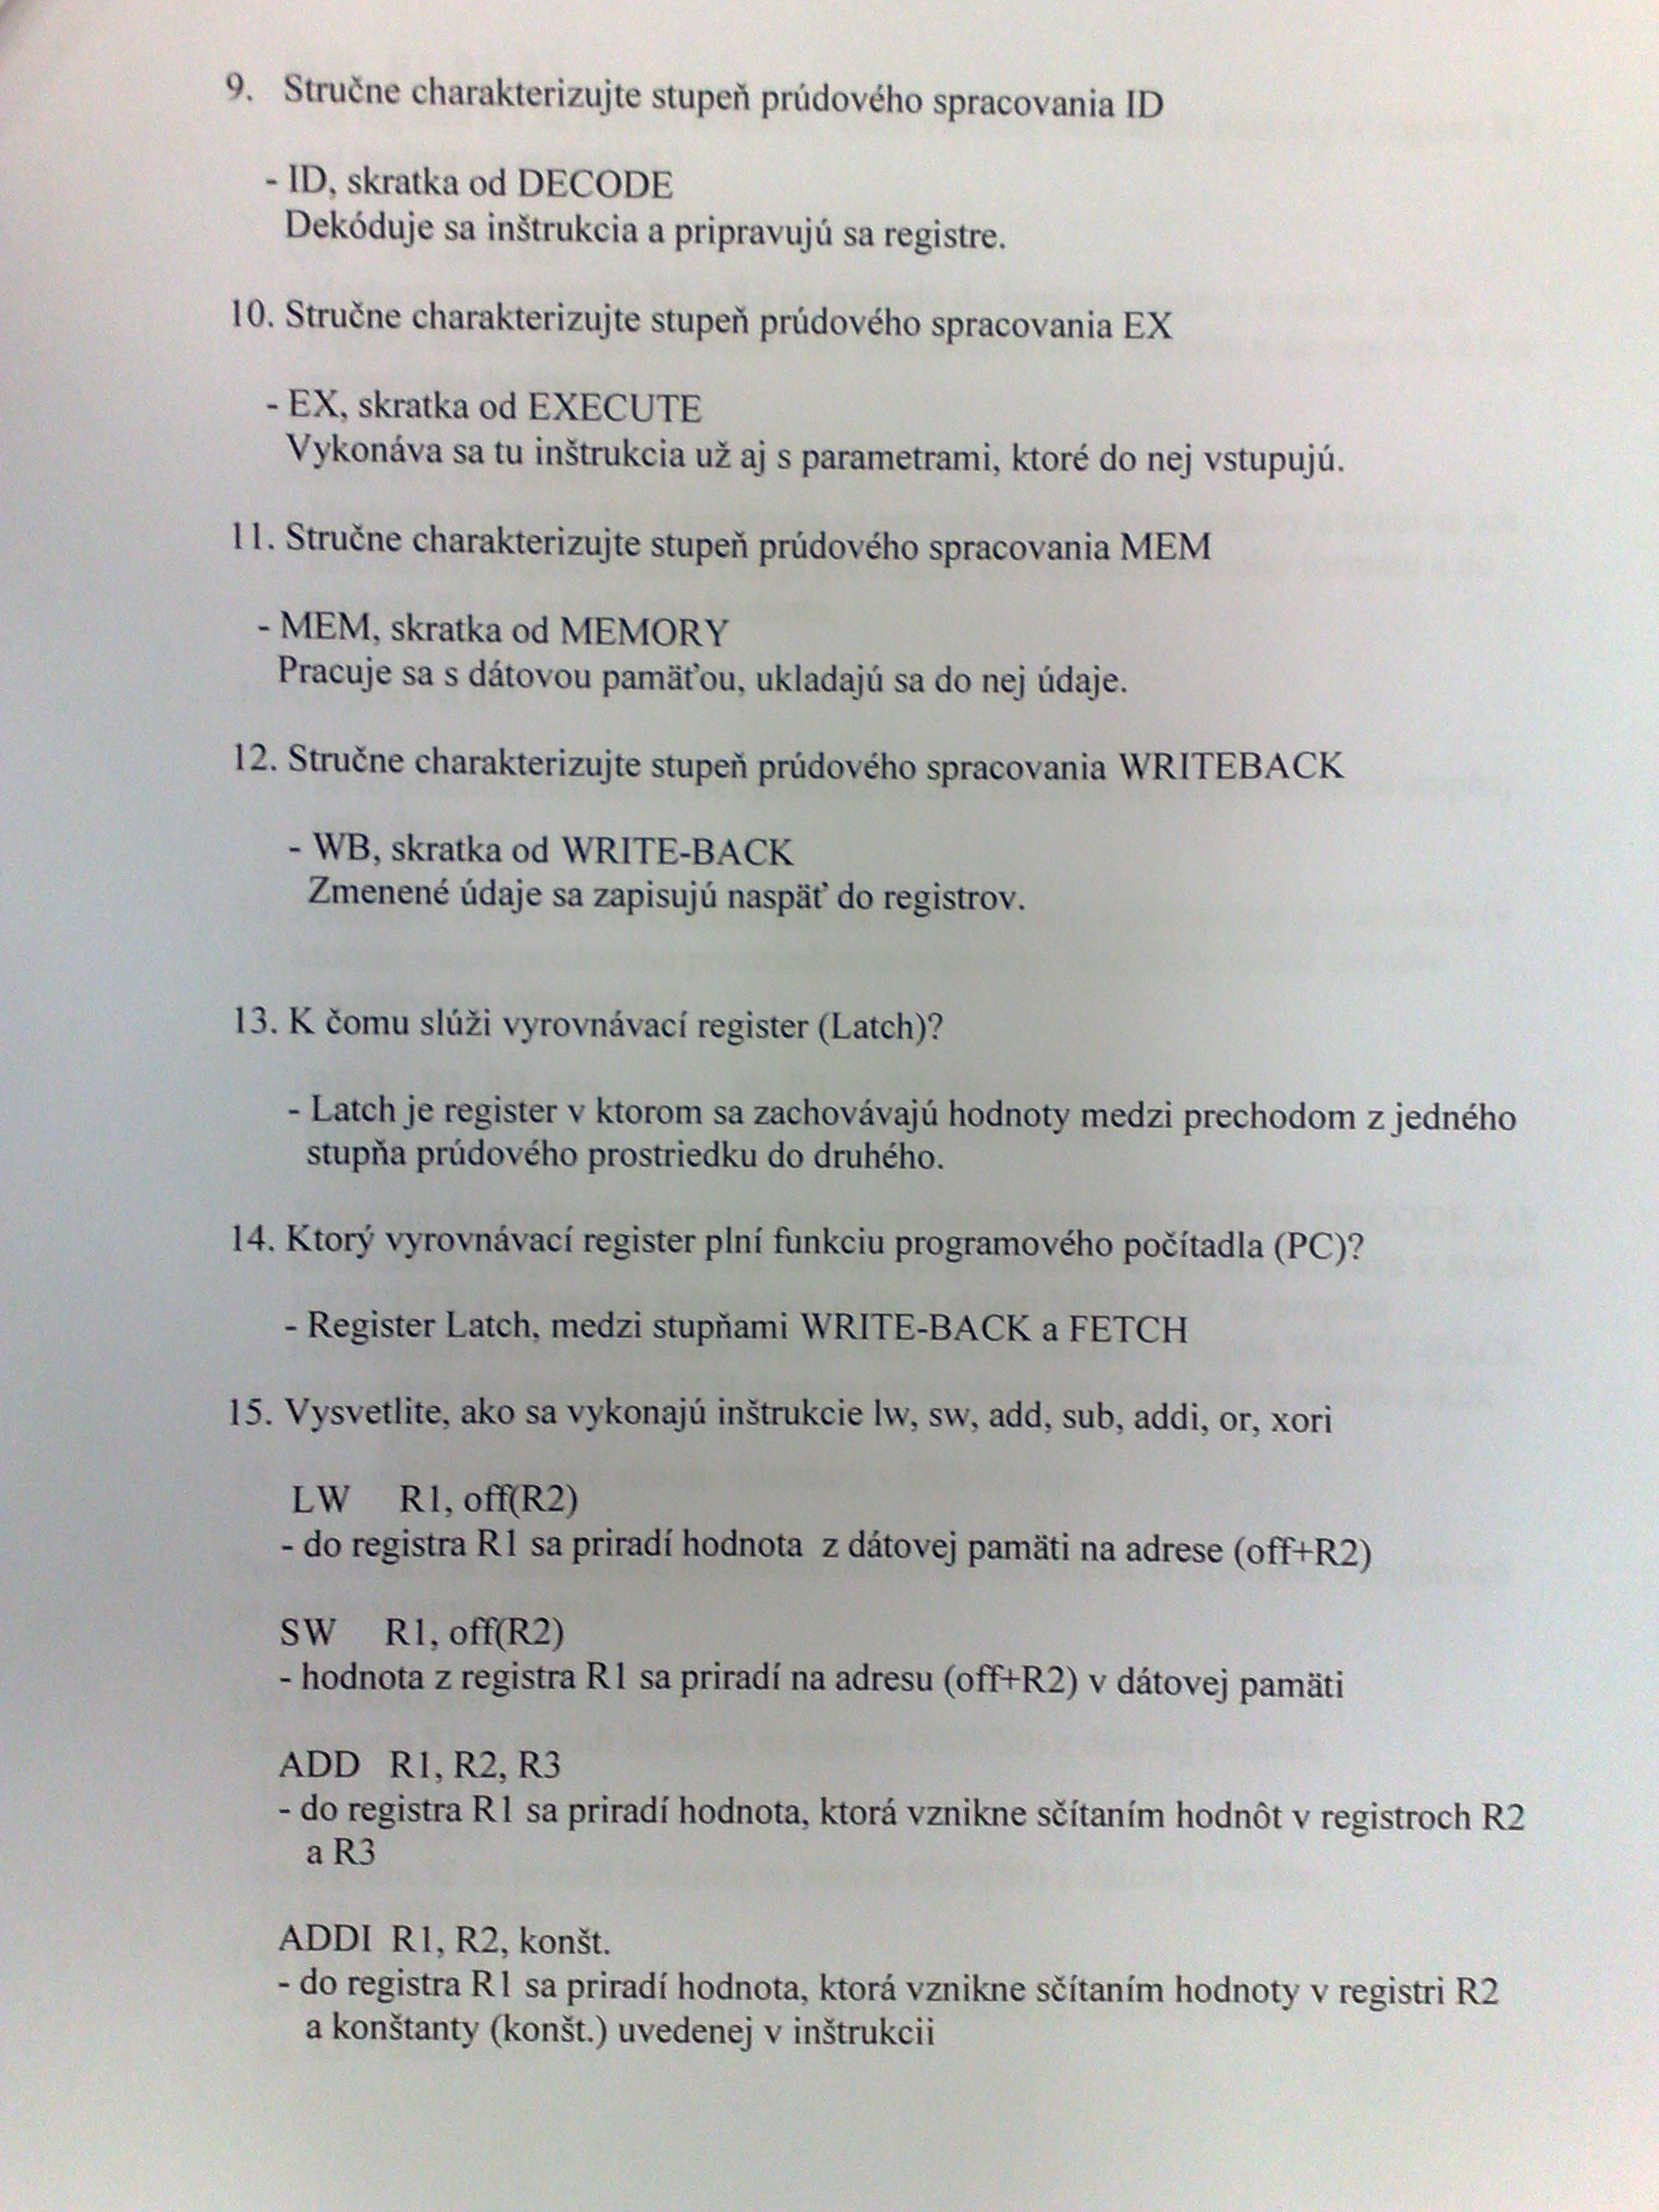 9. Stručne charakterizujte stupeň prúdového spracovania ID
- ID, skratka od DECODE
Dekóduje sa inštrukcia a pripravujú sa registre.
10. Stručne charakterizujte stupeň prúdového spracovania EX
- EX, skratka od EXECUTE
Vykonáva sa tu inštrukcia už aj s parametrami, ktoré do nej vstupujú.
11. Stručne charakterizujte stupeň prúdového spracovania MEM
- MEM, skratka od MEMORY
Pracuje sa s dátovou pamäťou, ukladajú sa do nej údaje.
12. Stručne charakterizujte stupeň prúdového spracovania WRITEBACK
- WB, skratka od WRITE-BACK
Zmenené údaje sa zapisujú naspäť do registrov.
13. K čomu slúži vyrovnávací register (Latch)?
- Latch je register v ktorom sa zachovávajú hodnoty medzi prechodom z jedného
stupňa prúdového prostriedku do druhého.
14. Ktorý vyrovnávací register plní funkciu programového počítadla (PC)?
- Register Latch, medzi stupňami WRITE-BACK a FETCH
15. Vysvetlite, ako sa vykonajú inštrukcie lw, sw, add, sub, addi, or, xori
LW R1, off(R2)
- do registra R1 sa priradí hodnota z dátovej pamäti na adrese (off+R2)
SW R1, off(R2)
- hodnota z registra R1 sa priradí na adresu (off+R2) v dátovej pamäti
ADD R1, R2, R3
- do registra R1 sa priradí hodnota, ktorá vznikne sčítaním hodnôt v registroch R2
a R3
ADDI R1, R2, konšt.
- do registra R1 sa priradí hodnota, ktorá vznikne sčítaním hodnoty v registri R2
a konštanty (konšt.) uvedenej v inštrukcii